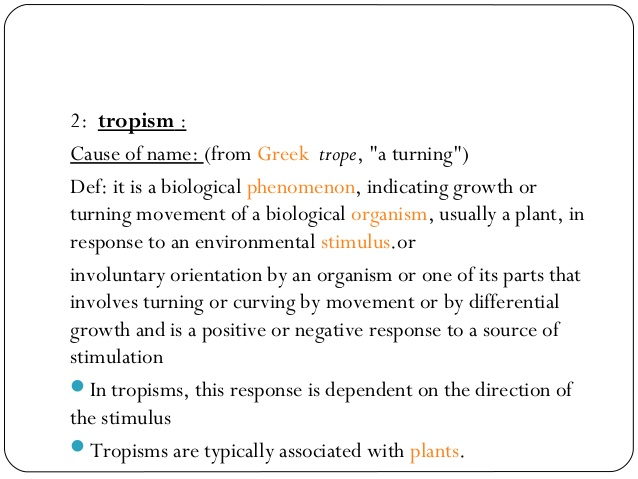 2: tropism :
Cause of name: (from Greek trope, "a turning")
Def: it is a biological phenomenon, indicating growth or
turning movement of a biological organism, usually a plant, in
response to an environmental stimulus.or
involuntary orientation by an organism or one of its parts that
involves turning or curving by movement or by differential
growth and is a positive or negative response to a source of
stimulation
In tropisms, this response is dependent on the direction of
the stimulus
Tropisms are typically associated with plants.